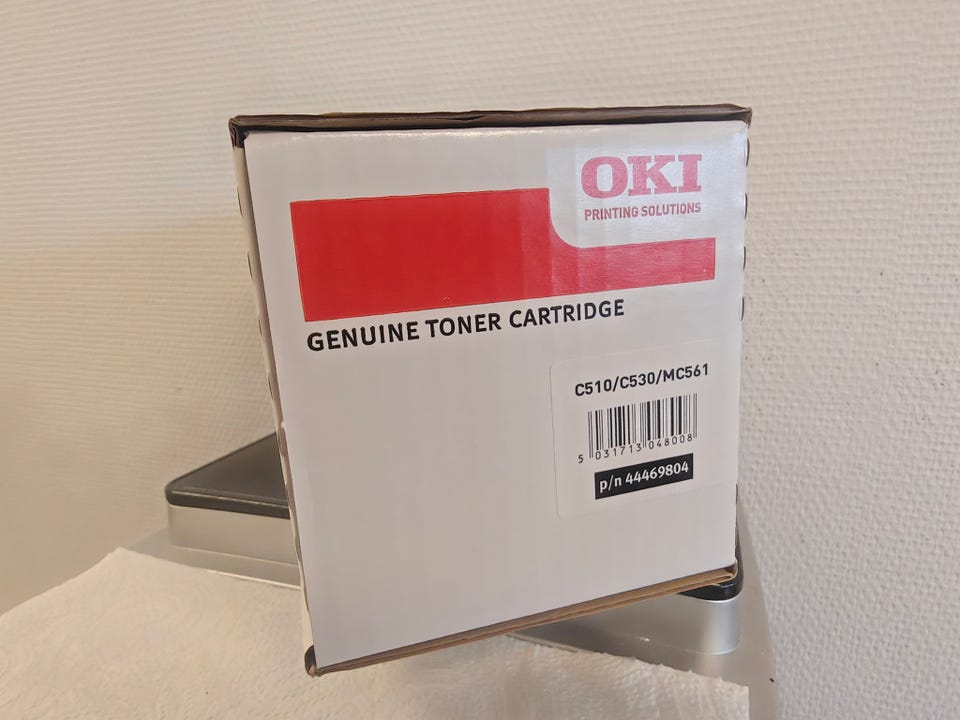 OKI
PRINTING SOLUTIONS
GENUINE TONER CARTRIDGE
C510/C530/MC561
5 031713 048008
p/n 44469804